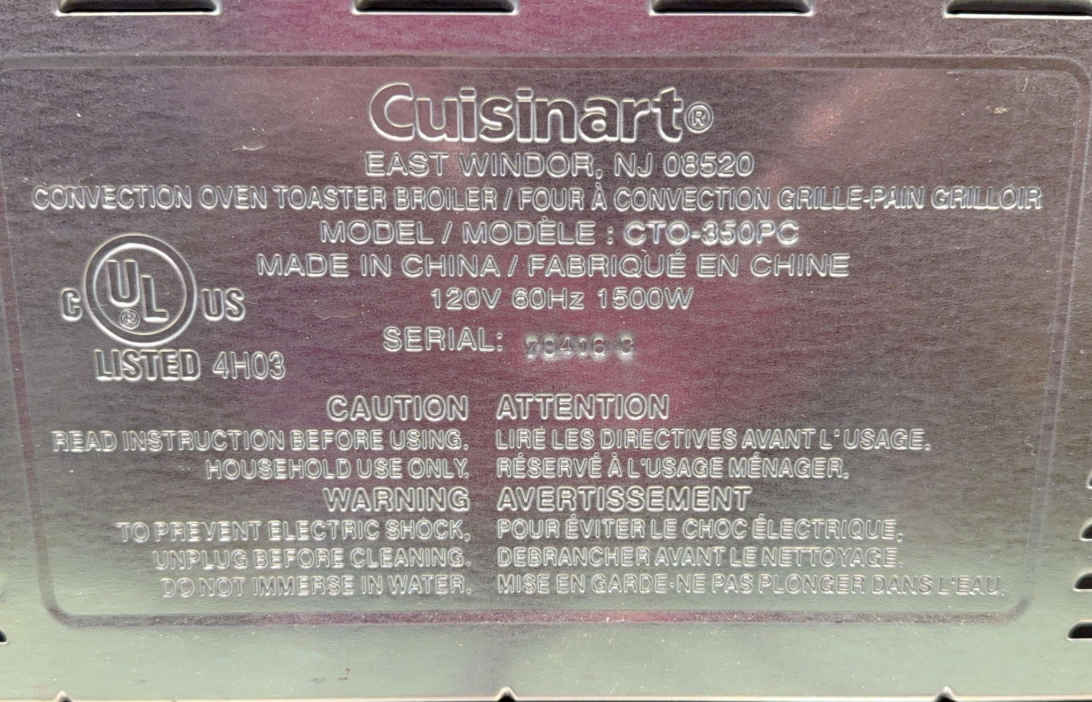 Cuisinart®
EAST WINDOR, NJ 08520
CONVECTION OVEN TOASTER BROILER / FOUR À CONVECTION GRILLE-PAIN GRILLOIR
MODEL / MODÈLE : CTO-350PC
MADE IN CHINA / FABRIQUÉ EN CHINE
120V 60Hz 1500W
SERIAL:
C UL® US
LISTED 4H03
CAUTION
READ INSTRUCTION BEFORE USING.
HOUSEHOLD USE ONLY.
WARNING
TO PREVENT ELECTRIC SHOCK,
UNPLUG BEFORE CLEANING.
DO NOT IMMERSE IN WATER.
ATTENTION
LIRE LES DIRECTIVES AVANT L'USAGE.
RÉSERVÉ À L'USAGE MÉNAGER.
AVERTISSEMENT
POUR ÉVITER LE CHOC ÉLECTRIQUE,
DEBRANCHER AVANT LE NETTOYAGE.
MISE EN GARDE-NE PAS PLONGER DANS L'EAU.